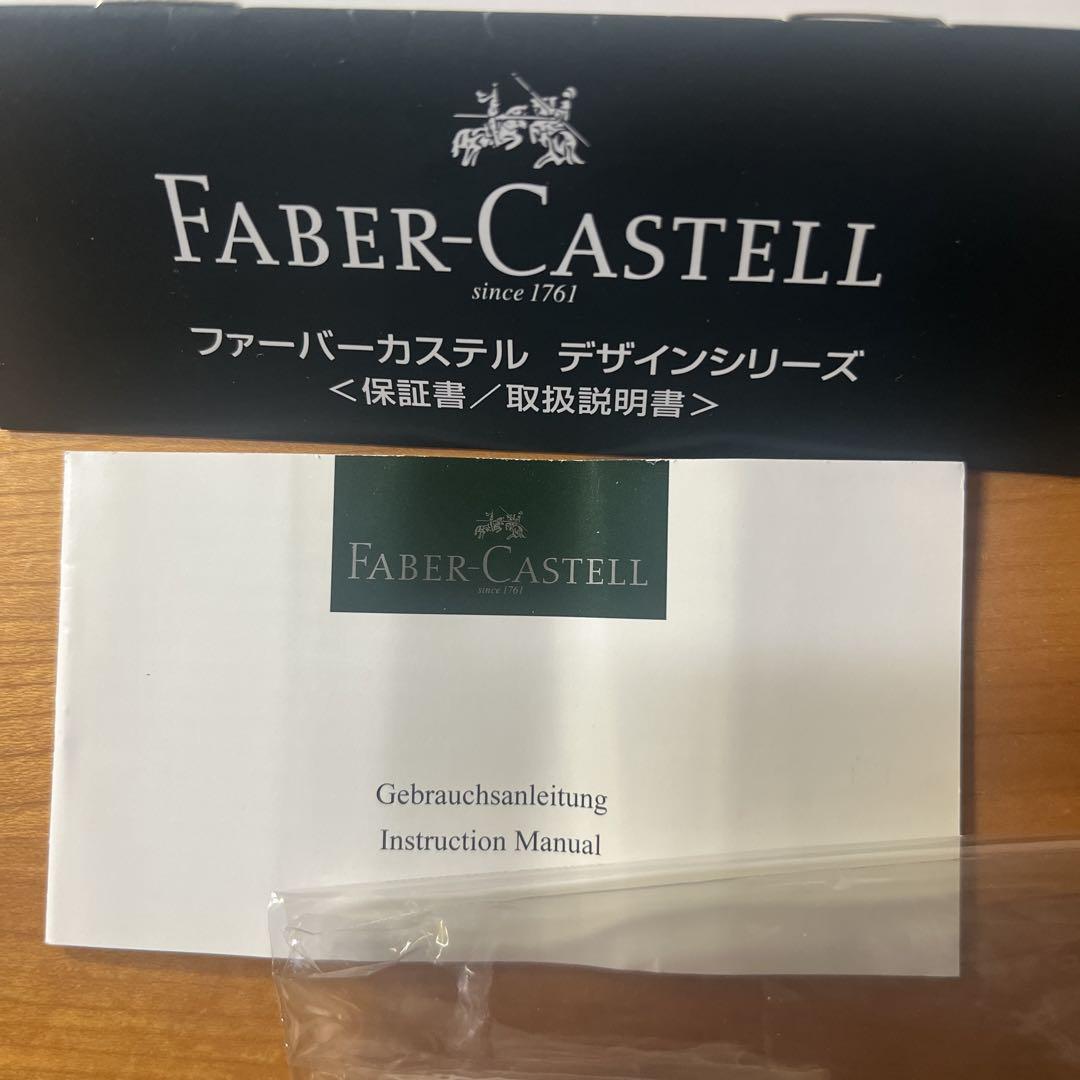 FABER-CASTELL
since 1761
ファーバーカステル デザインシリーズ
＜保証書／取扱説明書＞
FABER-CASTELL
since 1761
Gebrauchsanleitung
Instruction Manual